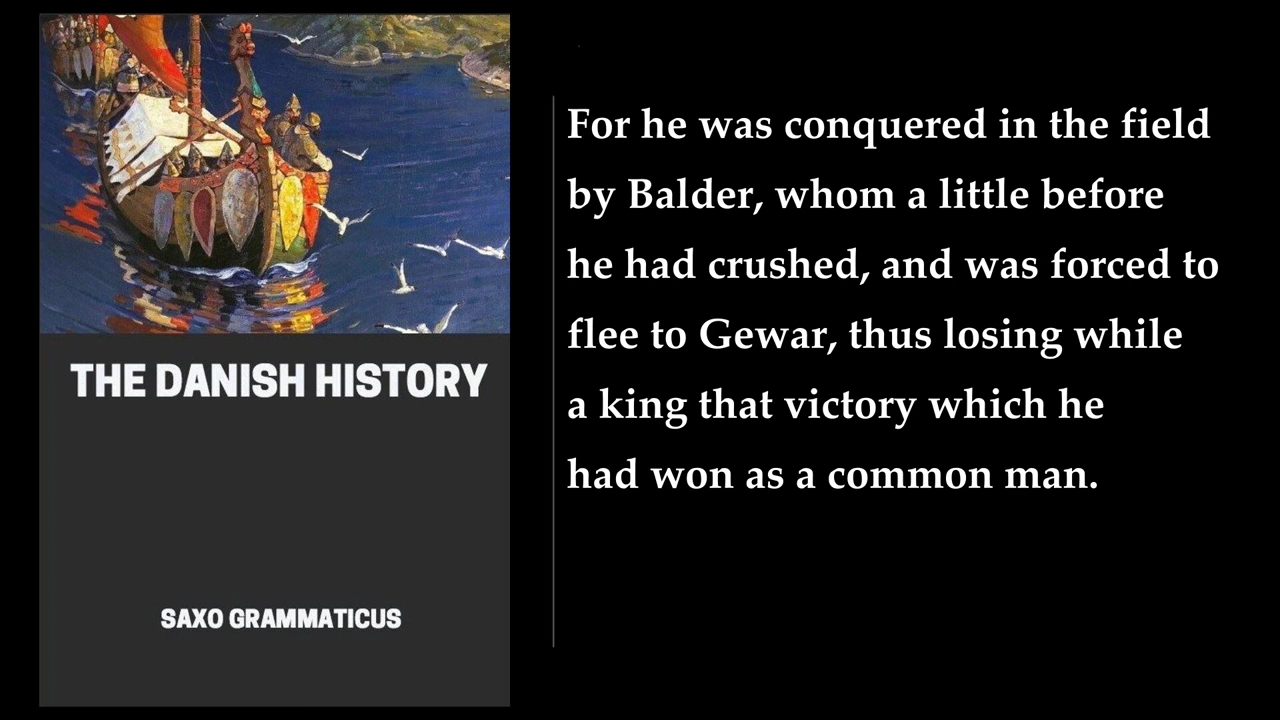 THE DANISH HISTORY
SAXO GRAMMATICUS
For he was conquered in the field
by Balder, whom a little before
he had crushed, and was forced to
flee to Gewar, thus losing while
a king that victory which he
had won as a common man.